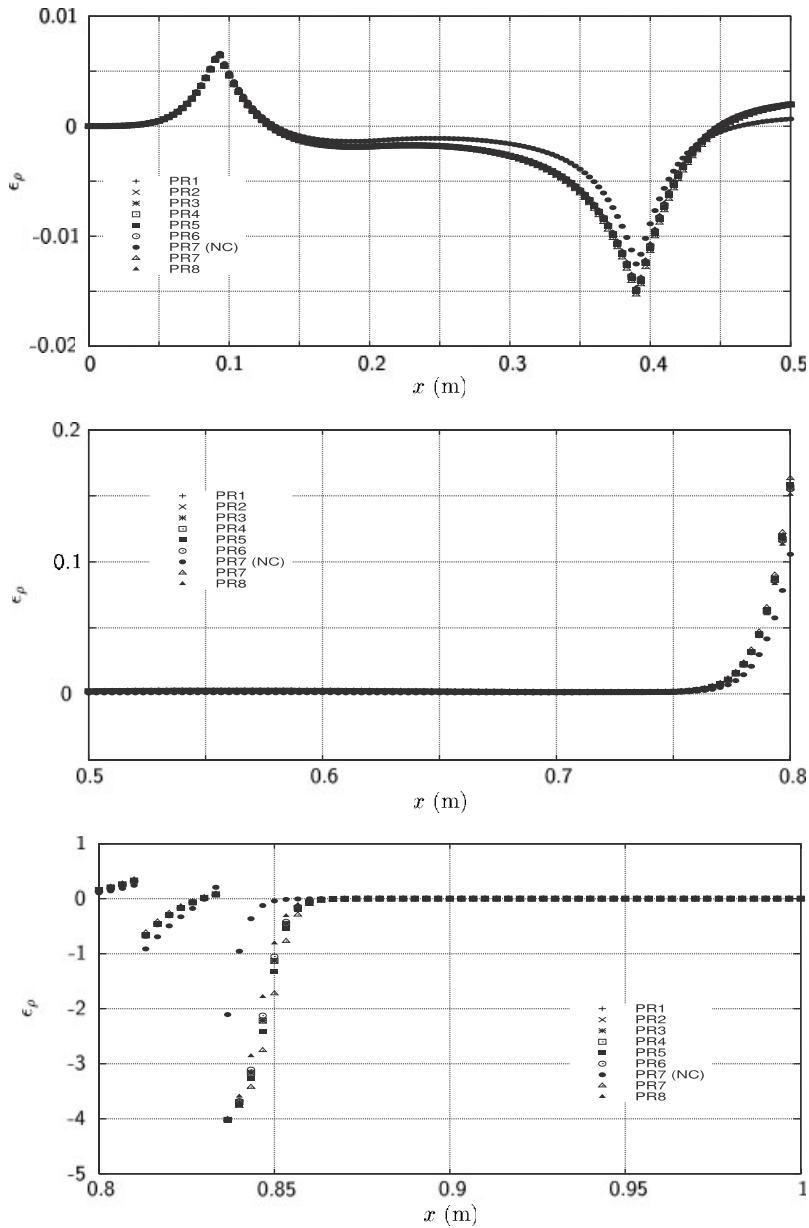 0.01
0
-0.01
-0.02
ϵρ
PR1
PR2
PR3
PR4
PR5
PR6
PR7 (NC)
PR7
PR8
0 0.1 0.2 0.3 0.4 0.5
x (m)
0.2
0.1
0
ϵρ
PR1
PR2
PR3
PR4
PR5
PR6
PR7 (NC)
PR7
PR8
0.5 0.6 0.7 0.8
x (m)
1
0
-1
-2
-3
-4
-5
ϵρ
PR1
PR2
PR3
PR4
PR5
PR6
PR7 (NC)
PR7
PR8
0.8 0.85 0.9 0.95 1
x (m)